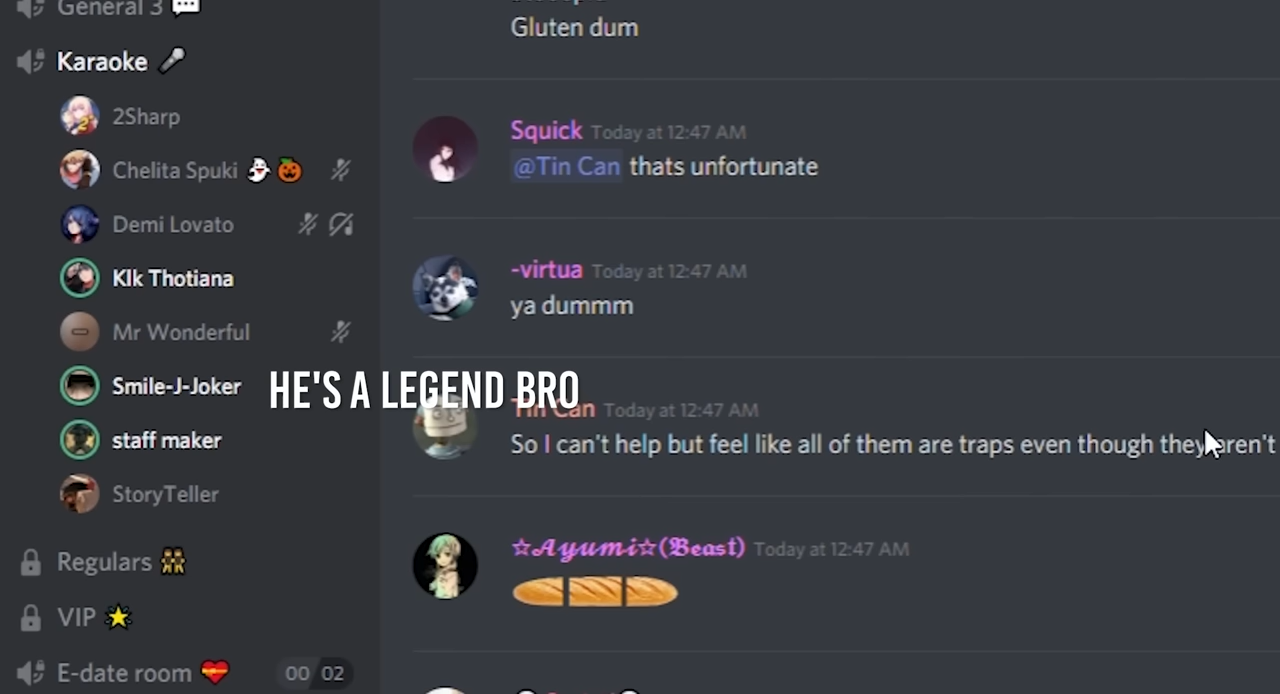 General 3
Karaoke
2Sharp
Chelita Spuki
Demi Lovato
Klk Thotiana
Mr Wonderful
Smile-J-Joker
staff maker
StoryTeller
Regulars
VIP
E-date room 00 02
Gluten dum
Squick Today at 12:47 AM
@Tin Can thats unfortunate
-virtua Today at 12:47 AM
ya dummm
HE'S A LEGEND BRO
Tin Can Today at 12:47 AM
So I can't help but feel like all of them are traps even though they aren't
☆𝓐𝔂𝓾𝓶𝓲☆(𝕭𝖊𝖆𝖘𝖙) Today at 12:47 AM